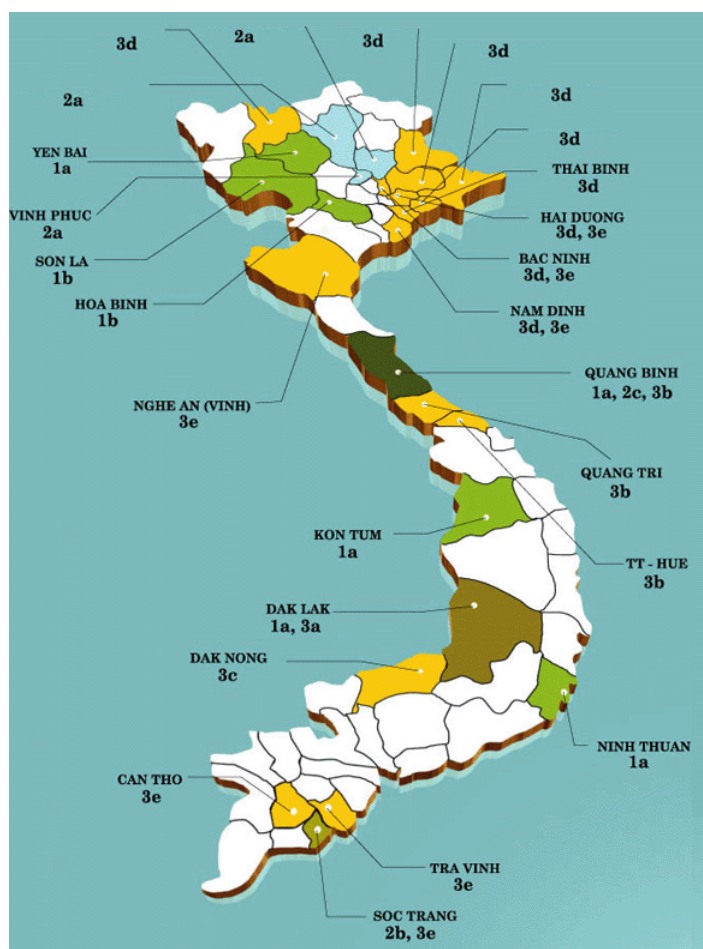 3d
2a
3d
3d
3d
2a
3d
YEN BAI
1a
THAI BINH
3d
VINH PHUC
2a
HAI DUONG
3d, 3e
SON LA
1b
BAC NINH
3d, 3e
HOA BINH
1b
NAM DINH
3d, 3e
NGHE AN (VINH)
3e
QUANG BINH
1a, 2c, 3b
QUANG TRI
3b
KON TUM
1a
TT - HUE
3b
DAK LAK
1a, 3a
DAK NONG
3c
NINH THUAN
1a
CAN THO
3e
TRA VINH
3e
SOC TRANG
2b, 3e